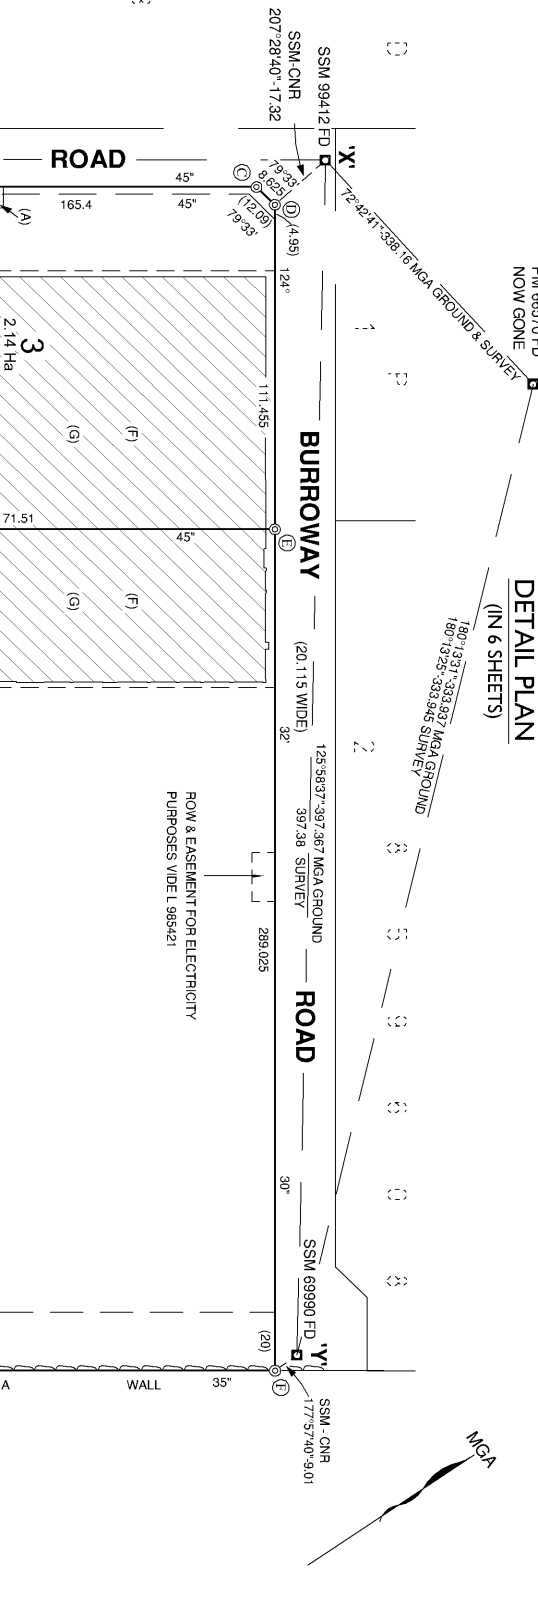 DETAIL PLAN
(IN 6 SHEETS)
NOW GONE
SSM 99412 FD
'X'
SSM-CNR
207°28'40"-17.32
72°42'41"-338.16 MGA GROUND & SURVEY
180°13'31"-333.937 MGA GROUND
180°13'25"-333.945 SURVEY
ROAD
45"
165.4
45"
(A)
C
79°33'
8.625
D
(12.09)
79°33'
(4.95)
124°
3
2.14 Ha
111.455
(G)
(F)
BURROWAY
71.51
45"
E
(G)
(F)
(20.115 WIDE)
32'
125°58'37"-397.367 MGA GROUND
397.38 SURVEY
ROW & EASEMENT FOR ELECTRICITY
PURPOSES VIDE L 985421
289.025
ROAD
30"
SSM 69990 FD
'Y'
(20)
F
A
WALL
35"
SSM - CNR
177°57'40"-9.01
MGA